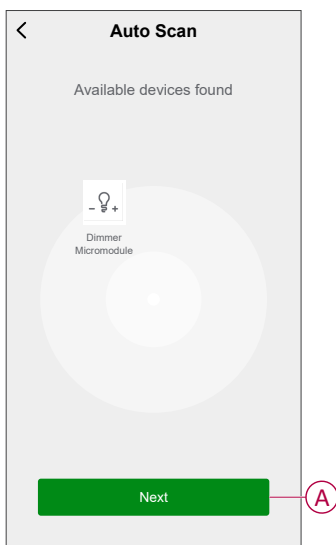 Auto Scan
Available devices found
Dimmer
Micromodule
Next
A